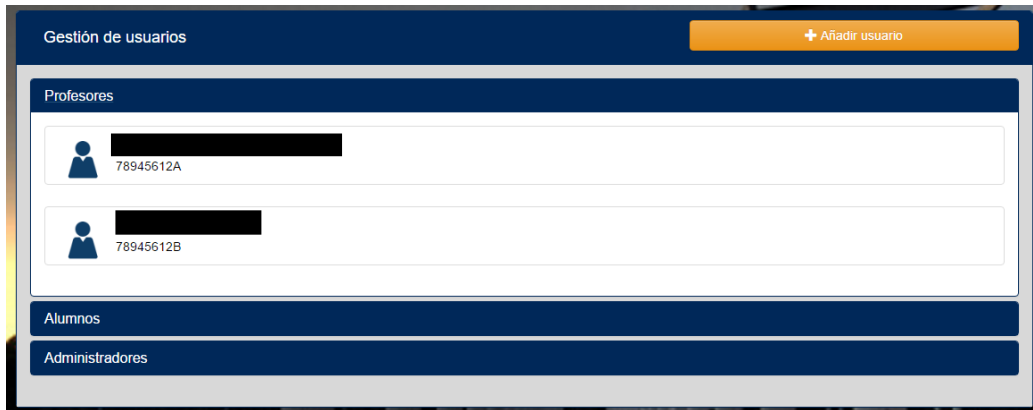 Gestión de usuarios
Añadir usuario
Profesores
78945612A
78945612B
Alumnos
Administradores